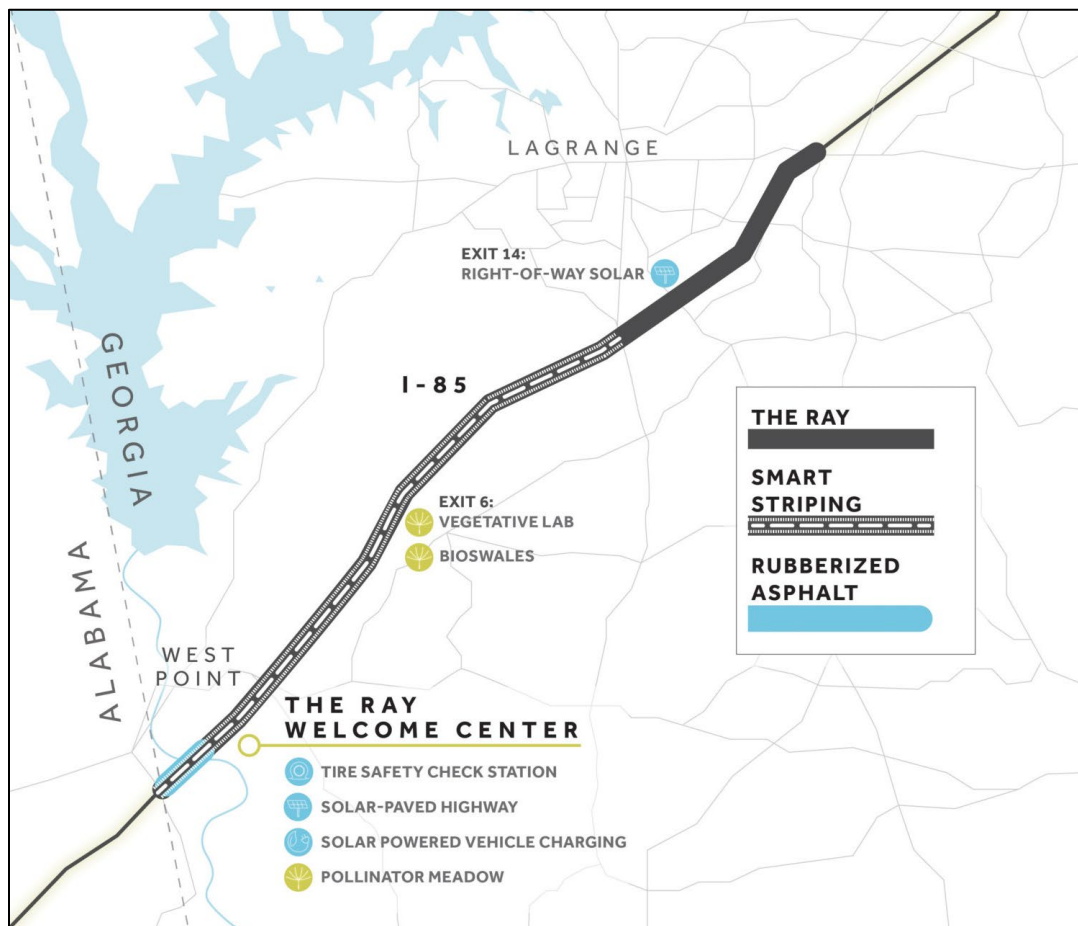 LAGRANGE
EXIT 14:
RIGHT-OF-WAY SOLAR
GEORGIA
I-85
THE RAY
SMART
STRIPING
RUBBERIZED
ASPHALT
EXIT 6:
VEGETATIVE LAB
BIOSWALES
ALABAMA
WEST
POINT
THE RAY
WELCOME CENTER
TIRE SAFETY CHECK STATION
SOLAR-PAVED HIGHWAY
SOLAR POWERED VEHICLE CHARGING
POLLINATOR MEADOW